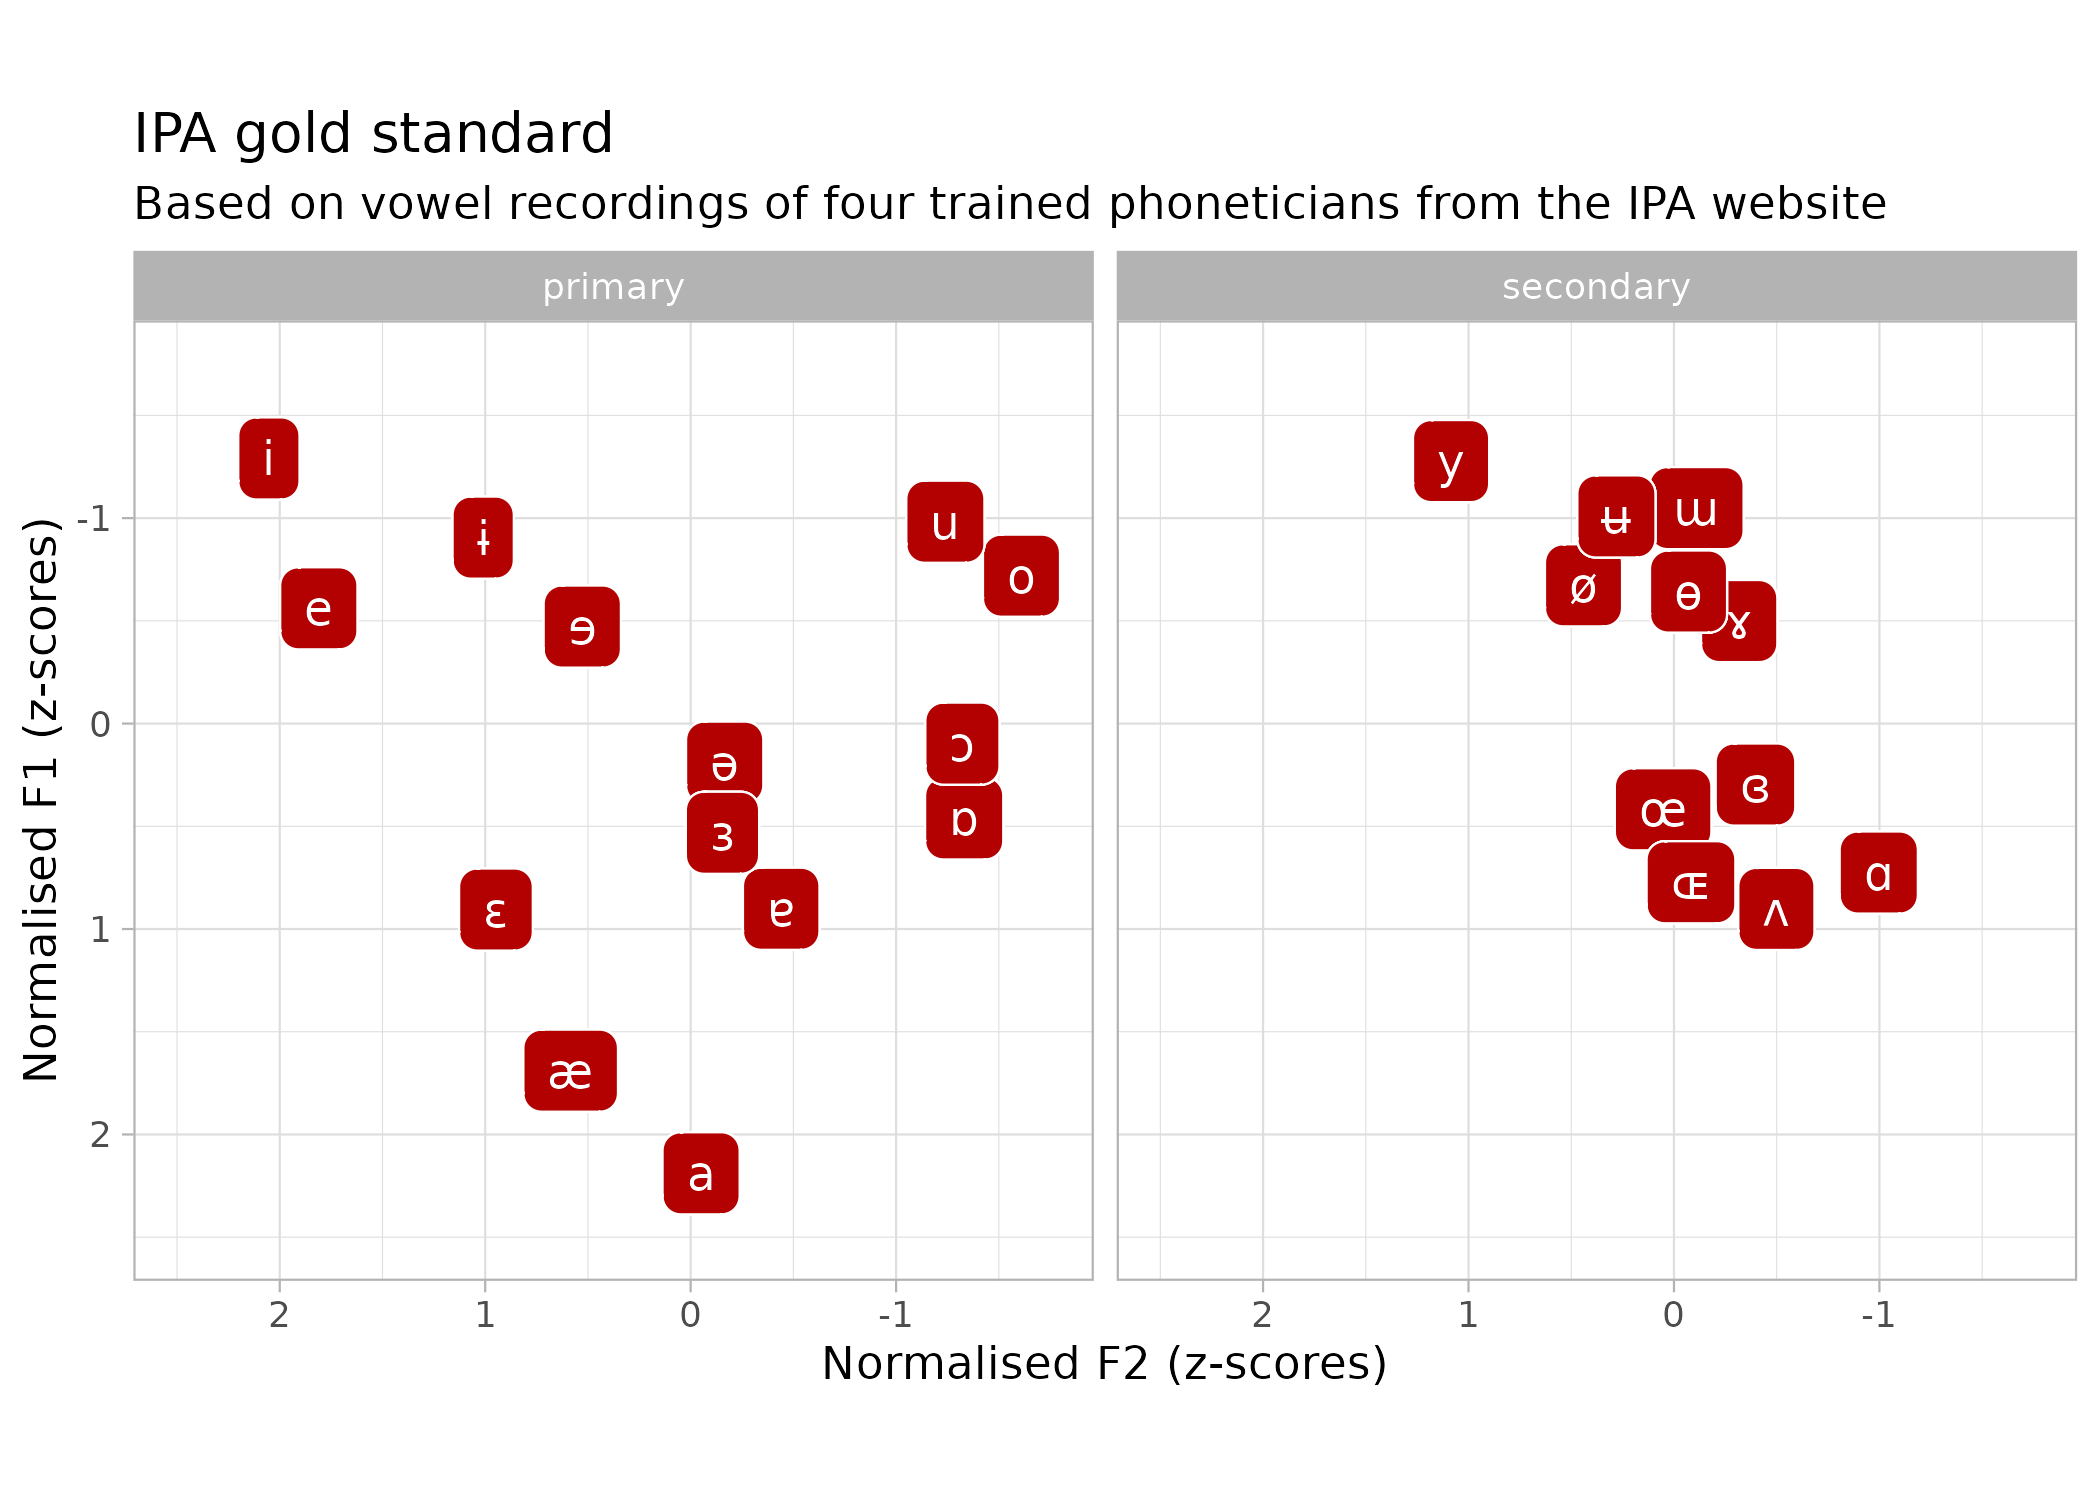 IPA gold standard
Based on vowel recordings of four trained phoneticians from the IPA website
primary
secondary
Normalised F1 (z-scores)
-1
0
1
2
i
ɨ
u
o
e
ɘ
ə
ɔ
ɜ
ɒ
ɛ
ɐ
æ
a
y
ʉ
ɯ
ø
ɵ
ɤ
œ
ɞ
ɶ
ʌ
ɑ
2
1
0
-1
2
1
0
-1
Normalised F2 (z-scores)